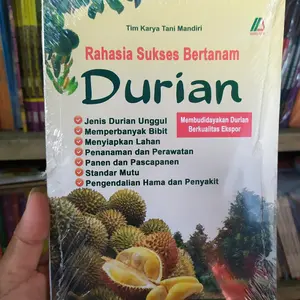 Tim Karya Tani Mandiri
Rahasia Sukses Bertanam
Durian
Jenis Durian Unggul
Memperbanyak Bibit
Menyiapkan Lahan
Penanaman dan Perawatan
Panen dan Pascapanen
Standar Mutu
Pengendalian Hama dan Penyakit
Membudidayakan Durian
Berkualitas Ekspor